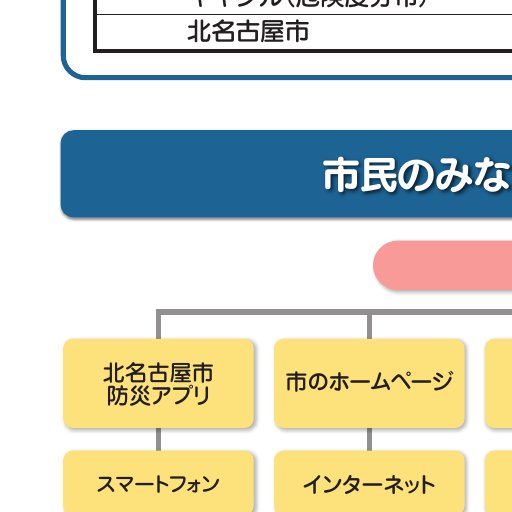 北名古屋市
市民のみな
北名古屋市
防災アプリ
市のホームページ
スマートフォン
インターネット